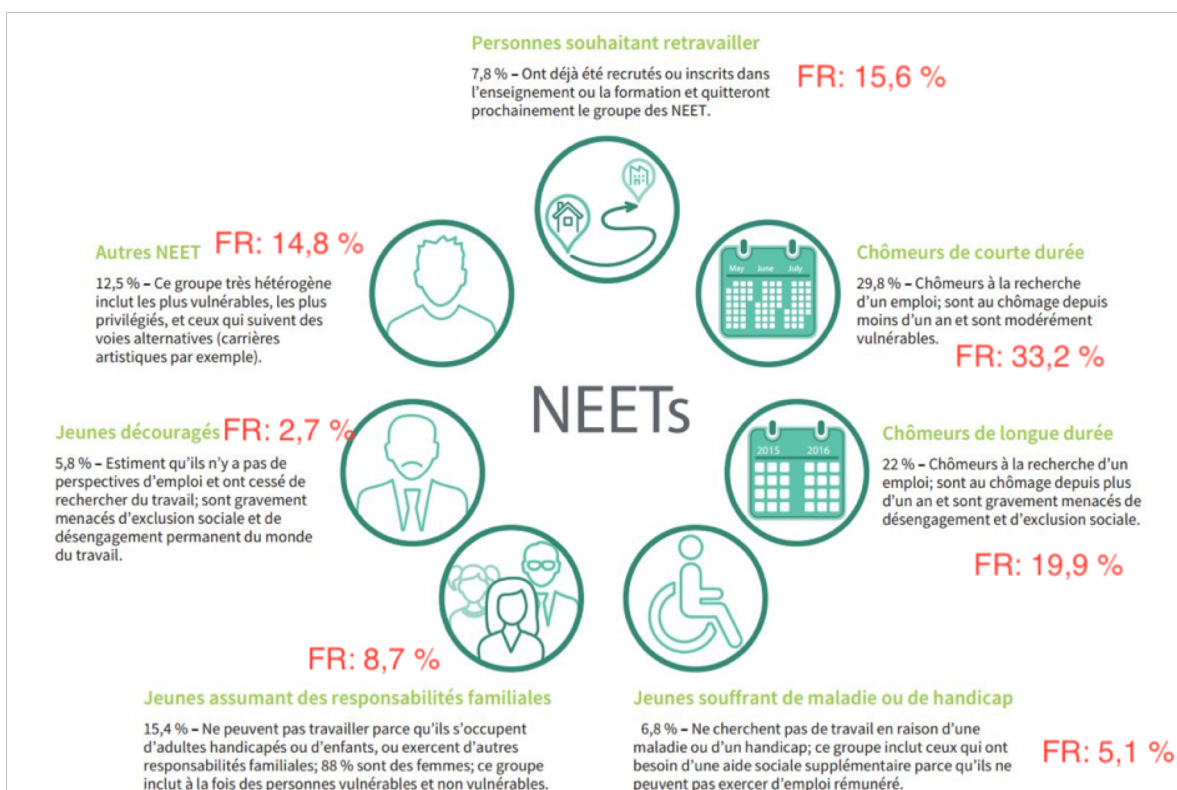 Personnes souhaitant retravailler
7,8 % – Ont déjà été recrutés ou inscrits dans
l'enseignement ou la formation et quitteront
prochainement le groupe des NEET.
FR: 15,6 %
Autres NEET FR: 14,8 %
12,5 % – Ce groupe très hétérogène
inclut les plus vulnérables, les plus
privilégiés, et ceux qui suivent des
voies alternatives (carrières
artistiques par exemple).
May June July
Chômeurs de courte durée
29,8 % – Chômeurs à la recherche
d'un emploi; sont au chômage depuis
moins d'un an et sont modérément
vulnérables.
FR: 33,2 %
NEETs
Jeunes découragés FR: 2,7 %
5,8 % – Estiment qu'ils n'y a pas de
perspectives d'emploi et ont cessé de
rechercher du travail; sont gravement
menacés d'exclusion sociale et de
désengagement permanent du monde
du travail.
2015 2016
Chômeurs de longue durée
22 % – Chômeurs à la recherche d'un
emploi; sont au chômage depuis plus
d'un an et sont gravement menacés de
désengagement et d'exclusion sociale.
FR: 19,9 %
FR: 8,7 %
Jeunes assumant des responsabilités familiales
15,4 % – Ne peuvent pas travailler parce qu'ils s'occupent
d'adultes handicapés ou d'enfants, ou exercent d'autres
responsabilités familiales; 88 % sont des femmes; ce groupe
inclut à la fois des personnes vulnérables et non vulnérables.
Jeunes souffrant de maladie ou de handicap
6,8 % – Ne cherchent pas de travail en raison d'une
maladie ou d'un handicap; ce groupe inclut ceux qui ont
besoin d'une aide sociale supplémentaire parce qu'ils ne
peuvent pas exercer d'emploi rémunéré.
FR: 5,1 %